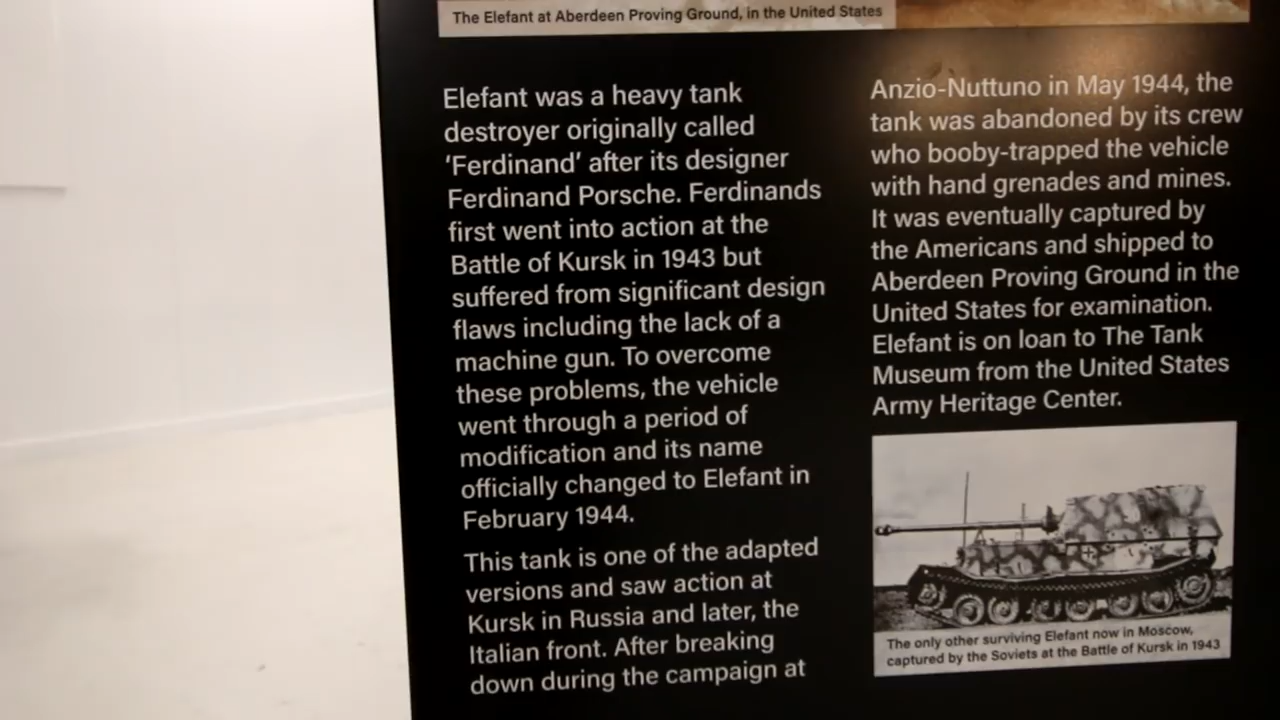 The Elefant at Aberdeen Proving Ground, in the United States
Elefant was a heavy tank
destroyer originally called
‘Ferdinand’ after its designer
Ferdinand Porsche. Ferdinands
first went into action at the
Battle of Kursk in 1943 but
suffered from significant design
flaws including the lack of a
machine gun. To overcome
these problems, the vehicle
went through a period of
modification and its name
officially changed to Elefant in
February 1944.
This tank is one of the adapted
versions and saw action at
Kursk in Russia and later, the
Italian front. After breaking
down during the campaign at
Anzio-Nuttuno in May 1944, the
tank was abandoned by its crew
who booby-trapped the vehicle
with hand grenades and mines.
It was eventually captured by
the Americans and shipped to
Aberdeen Proving Ground in the
United States for examination.
Elefant is on loan to The Tank
Museum from the United States
Army Heritage Center.
The only other surviving Elefant now in Moscow,
captured by the Soviets at the Battle of Kursk in 1943